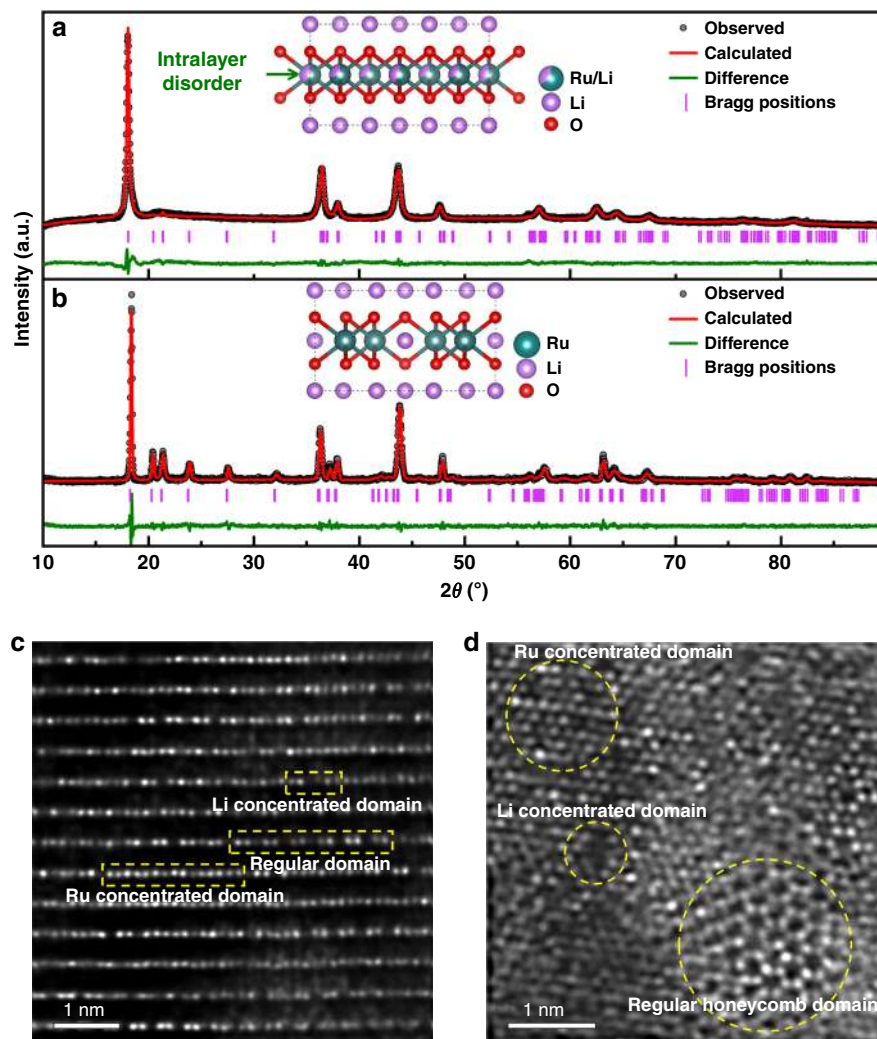 a
Intralayer
disorder
Ru/Li
Li
O
Observed
Calculated
Difference
Bragg positions
Intensity (a.u.)
b
Ru
Li
O
Observed
Calculated
Difference
Bragg positions
10 20 30 40 50 60 70 80 90
2θ (°)
c
Li concentrated domain
Regular domain
Ru concentrated domain
1 nm
d
Ru concentrated domain
Li concentrated domain
Regular honeycomb domain
1 nm